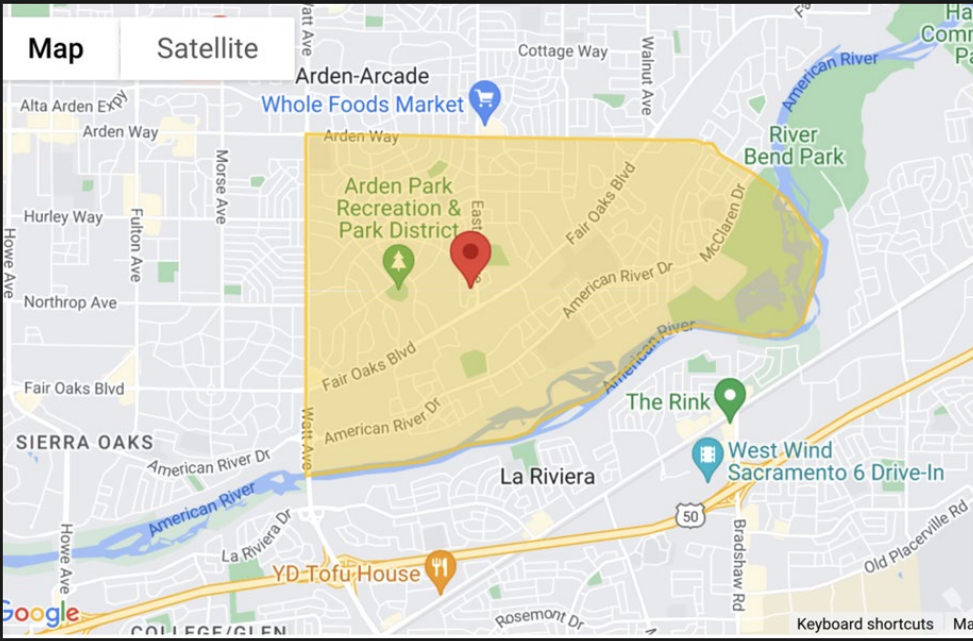 Map
Satellite
Watt Ave
Cottage Way
Walnut Ave
American River
Arden-Arcade
Whole Foods Market
Alta Arden Expy
Arden Way
Arden Way
River
Bend Park
Morse Ave
Arden Park
Recreation &
Park District
East
Fair Oaks Blvd
McClaren Dr
Hurley Way
Fulton Ave
Howe Ave
American River Dr
Northrop Ave
American River
Fair Oaks Blvd
Fair Oaks Blvd
The Rink
Watt Ave
American River Dr
SIERRA OAKS
American River Dr
La Riviera
West Wind
Sacramento 6 Drive-In
American River
50
La Riviera Dr
Howe Ave
Bradshaw Rd
Old Placerville Rd
YD Tofu House
Google
Rosemont Dr
COLLEGE/GLEN
Keyboard shortcuts
Ma